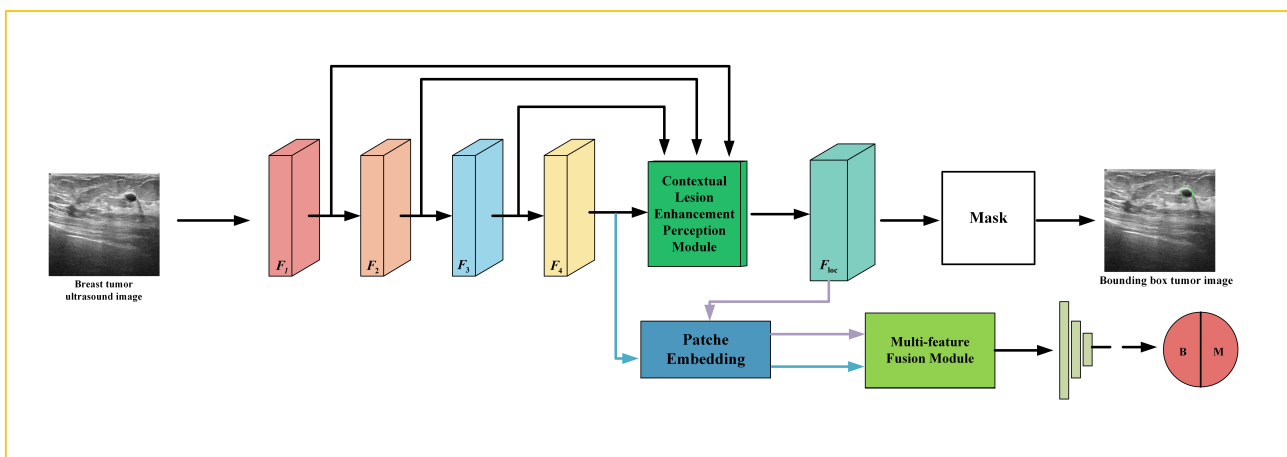 Breast tumor
ultrasound image
F1
F2
F3
F4
Contextual
Lesion
Enhancement
Perception
Module
Floc
Mask
Bounding box tumor image
Patche
Embedding
Multi-feature
Fusion Module
B
M